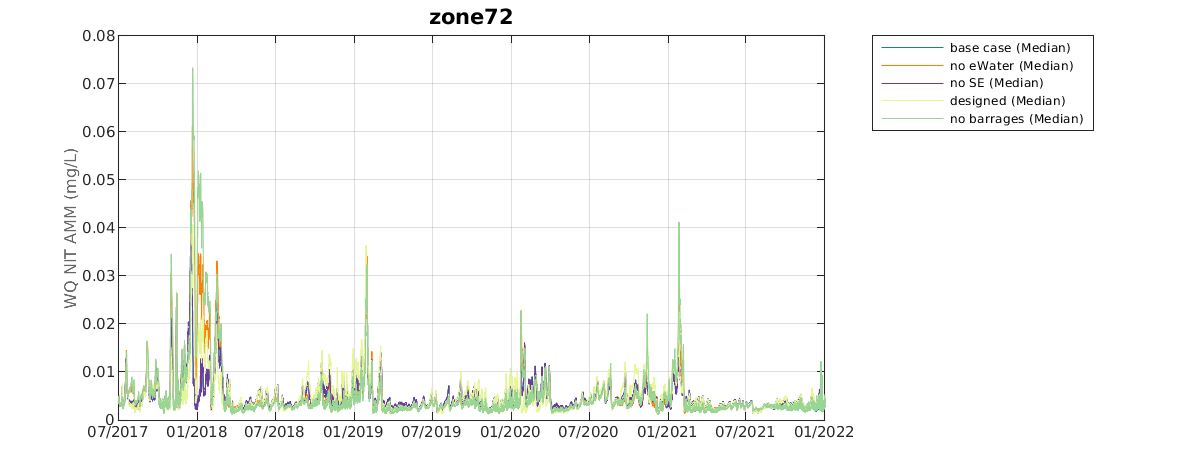 zone72
WQ NIT AMM (mg/L)
0.08
0.07
0.06
0.05
0.04
0.03
0.02
0.01
0
07/2017 01/2018 07/2018 01/2019 07/2019 01/2020 07/2020 01/2021 07/2021 01/2022
base case (Median)
no eWater (Median)
no SE (Median)
designed (Median)
no barrages (Median)